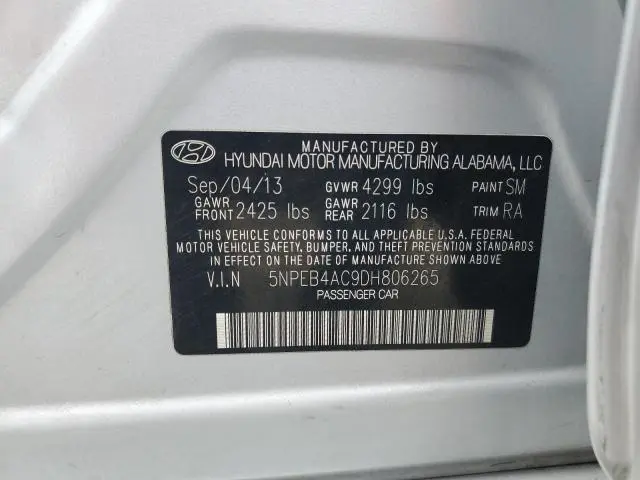 MANUFACTURED BY
HYUNDAI MOTOR MANUFACTURING ALABAMA, LLC
Sep/04/13 GVWR 4299 lbs PAINT SM
GAWR FRONT 2425 lbs GAWR REAR 2116 lbs TRIM RA
THIS VEHICLE CONFORMS TO ALL APPLICABLE U.S.A. FEDERAL
MOTOR VEHICLE SAFETY, BUMPER, AND THEFT PREVENTION STANDARDS
IN EFFECT ON THE DATE OF MANUFACTURE SHOWN ABOVE
V.I.N 5NPEB4AC9DH806265
PASSENGER CAR